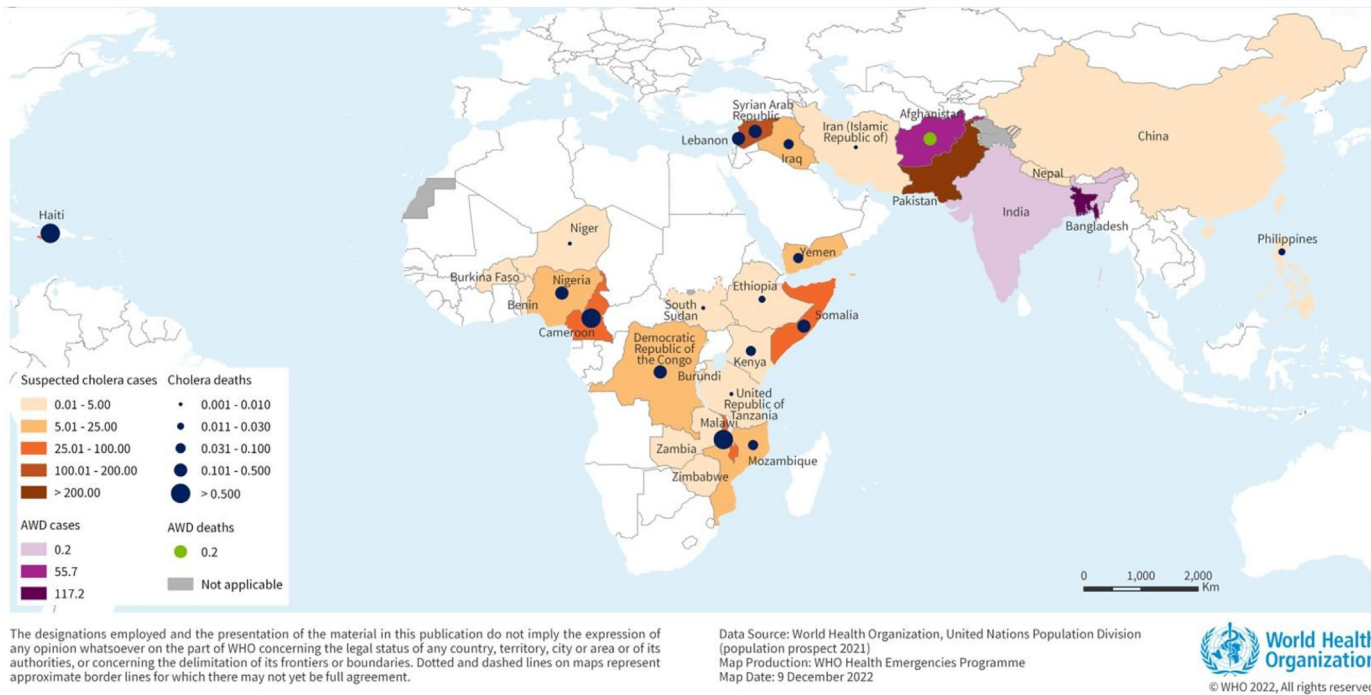 Syrian Arab
Republic
Lebanon
Iraq
Iran (Islamic
Republic of)
Afghanistan
China
Nepal
Pakistan
India
Bangladesh
Philippines
Haiti
Niger
Burkina Faso
Nigeria
Benin
Cameroon
Yemen
Ethiopia
South
Sudan
Somalia
Democratic
Republic of
the Congo
Kenya
Burundi
United
Republic of
Tanzania
Malawi
Zambia
Mozambique
Zimbabwe
Suspected cholera cases
0.01 - 5.00
5.01 - 25.00
25.01 - 100.00
100.01 - 200.00
> 200.00
AWD cases
0.2
55.7
117.2
Cholera deaths
0.001 - 0.010
0.011 - 0.030
0.031 - 0.100
0.101 - 0.500
> 0.500
AWD deaths
0.2
Not applicable
0 1,000 2,000
Km
The designations employed and the presentation of the material in this publication do not imply the expression of
any opinion whatsoever on the part of WHO concerning the legal status of any country, territory, city or area or of its
authorities, or concerning the delimitation of its frontiers or boundaries. Dotted and dashed lines on maps represent
approximate border lines for which there may not yet be full agreement.
Data Source: World Health Organization, United Nations Population Division
(population prospect 2021)
Map Production: WHO Health Emergencies Programme
Map Date: 9 December 2022
World Health
Organization
© WHO 2022, All rights reserved